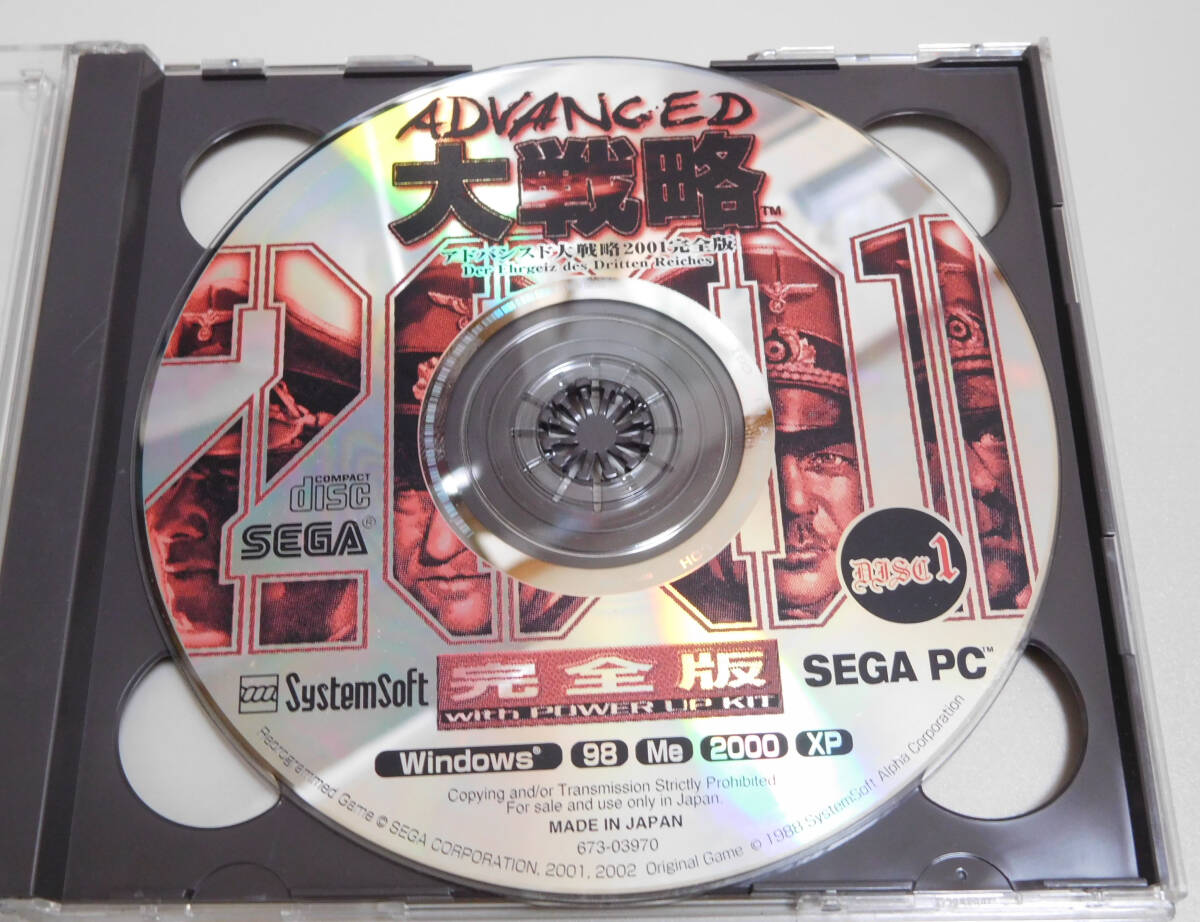 ADVANCED
大戦略™
アドバンスド大戦略2001完全版
Der Ehrgeiz des Dritten Reiches
2001
COMPACT
disc
SEGA®
DISC 1
SystemSoft
完全版
with POWER UP KIT
SEGA PC™
Windows® 98 Me 2000 XP
Copying and/or Transmission Strictly Prohibited.
For sale and use only in Japan.
MADE IN JAPAN
673-03970
Reprogrammed Game © SEGA CORPORATION, 2001, 2002 Original Game © 1988 SystemSoft Alpha Corporation